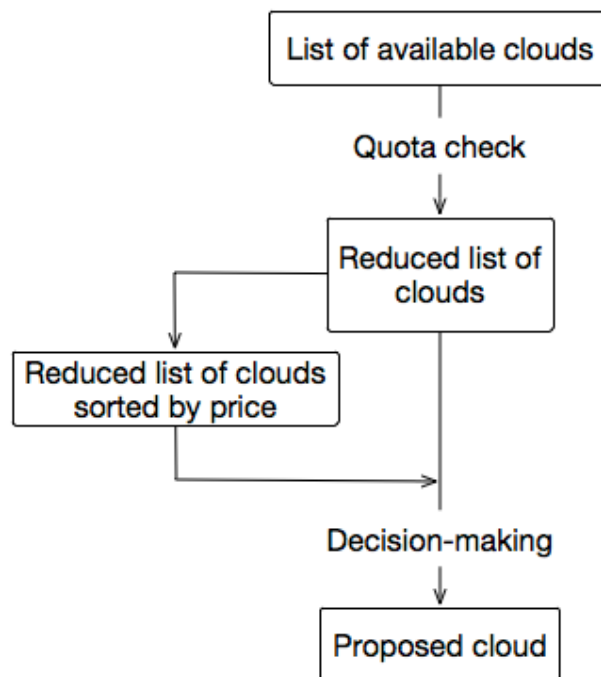 List of available clouds
Quota check
Reduced list of
clouds
Reduced list of clouds
sorted by price
Decision-making
Proposed cloud